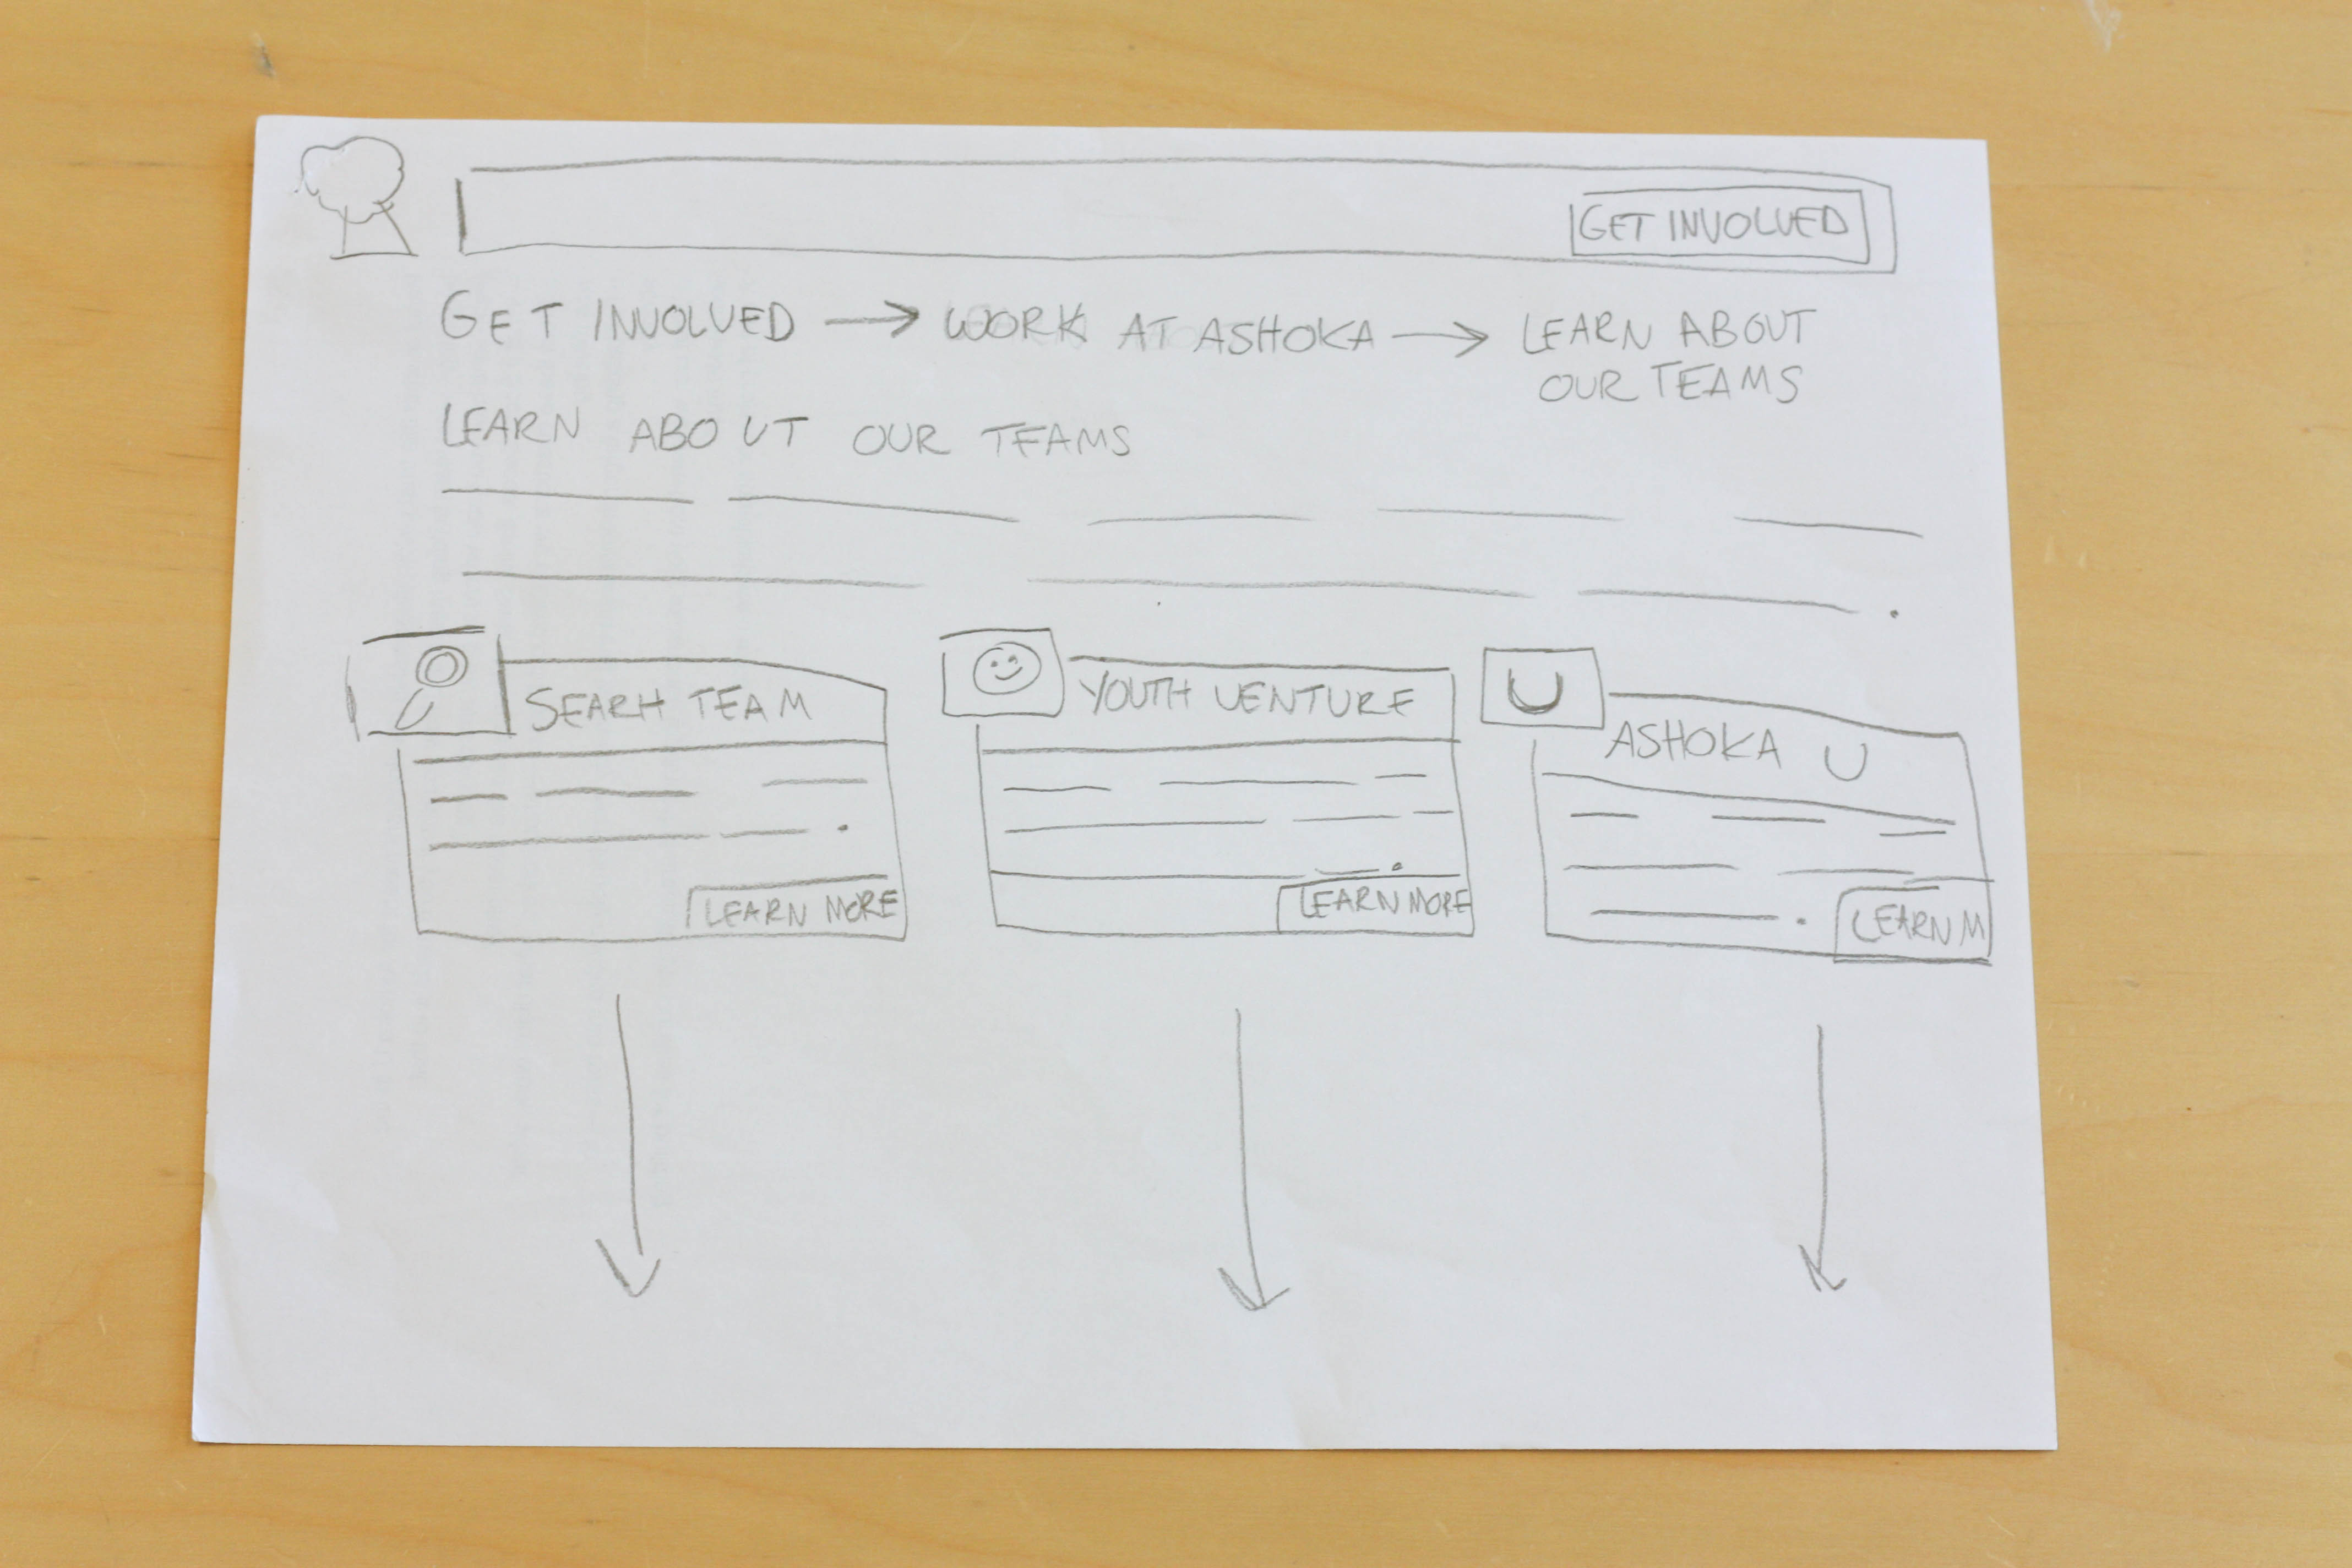 GET INVOLVED
GET INVOLVED → WORK AT ASHOKA → LEARN ABOUT
OUR TEAMS
LEARN ABOUT OUR TEAMS
SEARH TEAM
YOUTH VENTURE
U
ASHOKA U
LEARN MORE
LEARN MORE
LEARN M